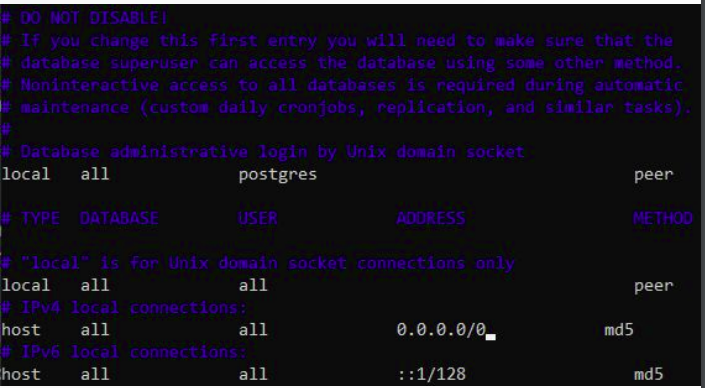 # DO NOT DISABLE!
# If you change this first entry you will need to make sure that the
# database superuser can access the database using some other method.
# Noninteractive access to all databases is required during automatic
# maintenance (custom daily cronjobs, replication, and similar tasks).
#
# Database administrative login by Unix domain socket
local all postgres peer
# TYPE DATABASE USER ADDRESS METHOD
# "local" is for Unix domain socket connections only
local all all peer
# IPv4 local connections:
host all all 0.0.0.0/0 md5
# IPv6 local connections:
host all all ::1/128 md5